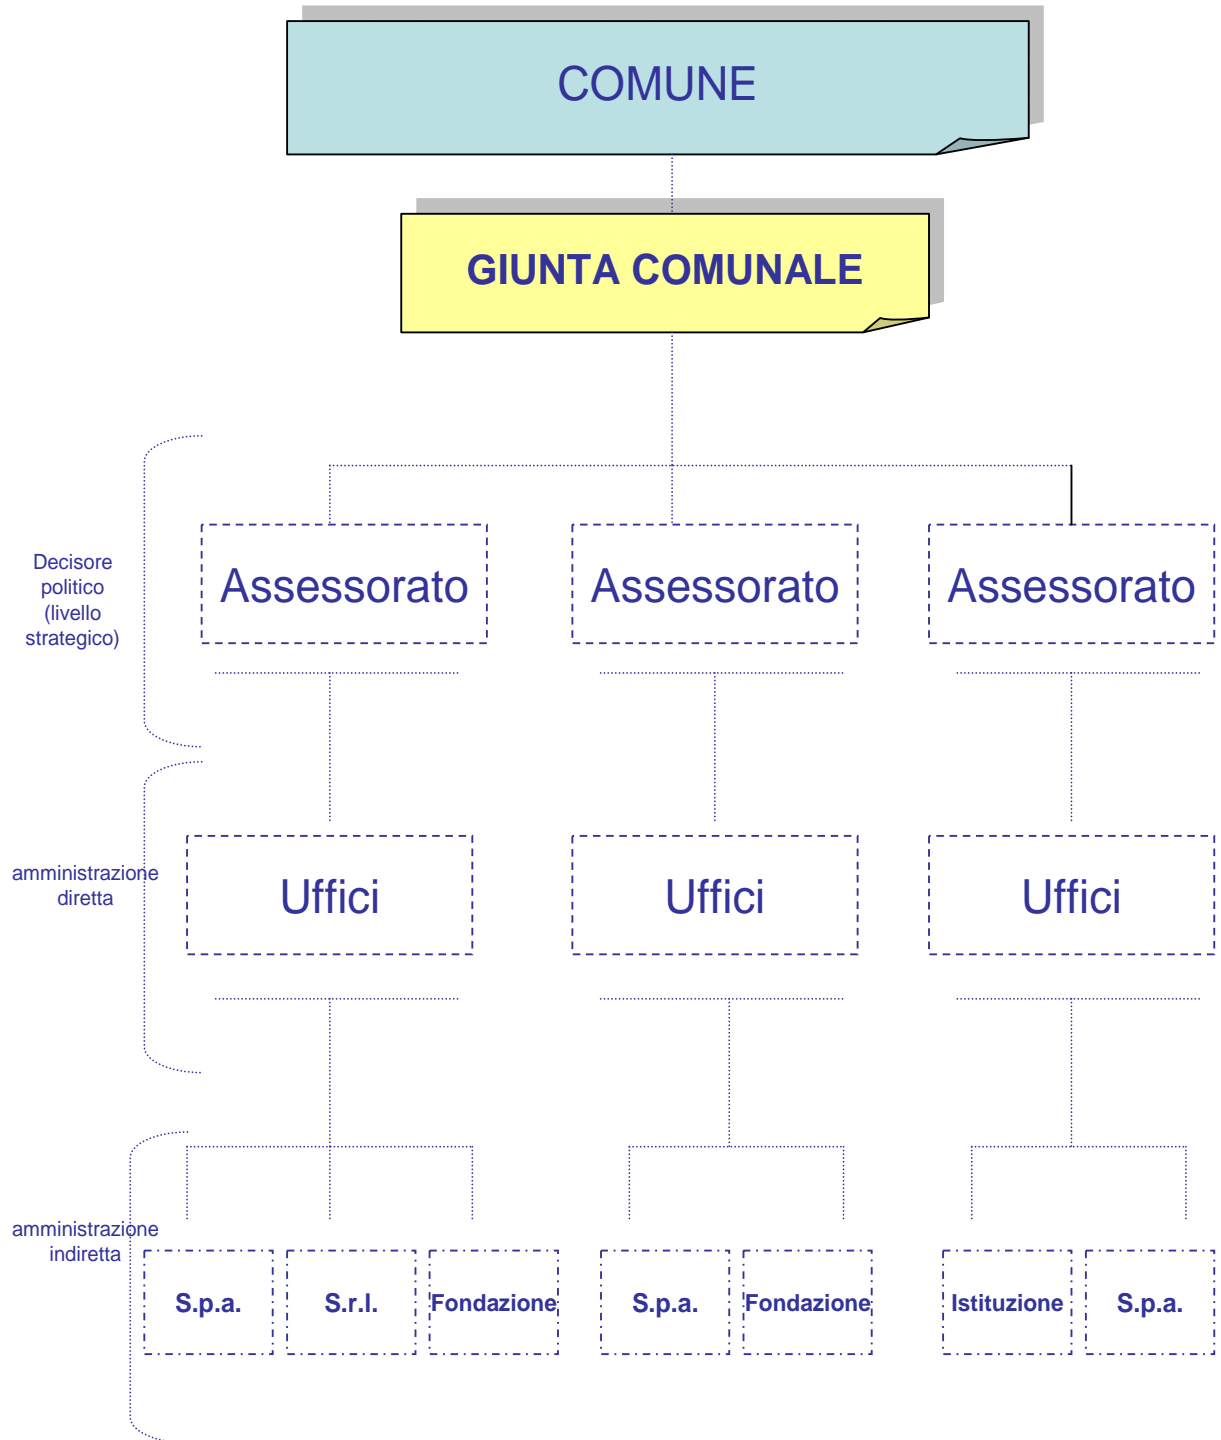 COMUNE
GIUNTA COMUNALE
Decisore
politico
(livello
strategico)
Assessorato
Assessorato
Assessorato
amministrazione
diretta
Uffici
Uffici
Uffici
amministrazione
indiretta
S.p.a.
S.r.l.
Fondazione
S.p.a.
Fondazione
Istituzione
S.p.a.